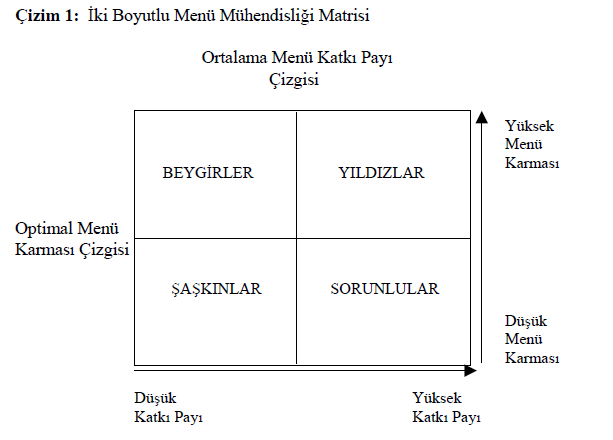 Çizim 1: İki Boyutlu Menü Mühendisliği Matrisi
Ortalama Menü Katkı Payı
Çizgisi
Yüksek
Menü
Karması
BEYGİRLER
YILDIZLAR
Optimal Menü
Karması Çizgisi
ŞAŞKINLAR
SORUNLULAR
Düşük
Menü
Karması
Düşük
Katkı Payı
Yüksek
Katkı Payı